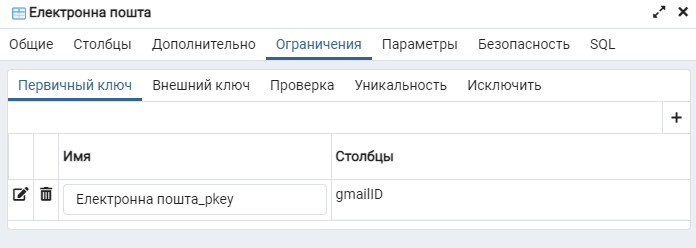 Електронна пошта
Общие Столбцы Дополнительно Ограничения Параметры Безопасность SQL
Первичный ключ Внешний ключ Проверка Уникальность Исключить
Имя Столбцы
Електронна пошта_pkey gmailID